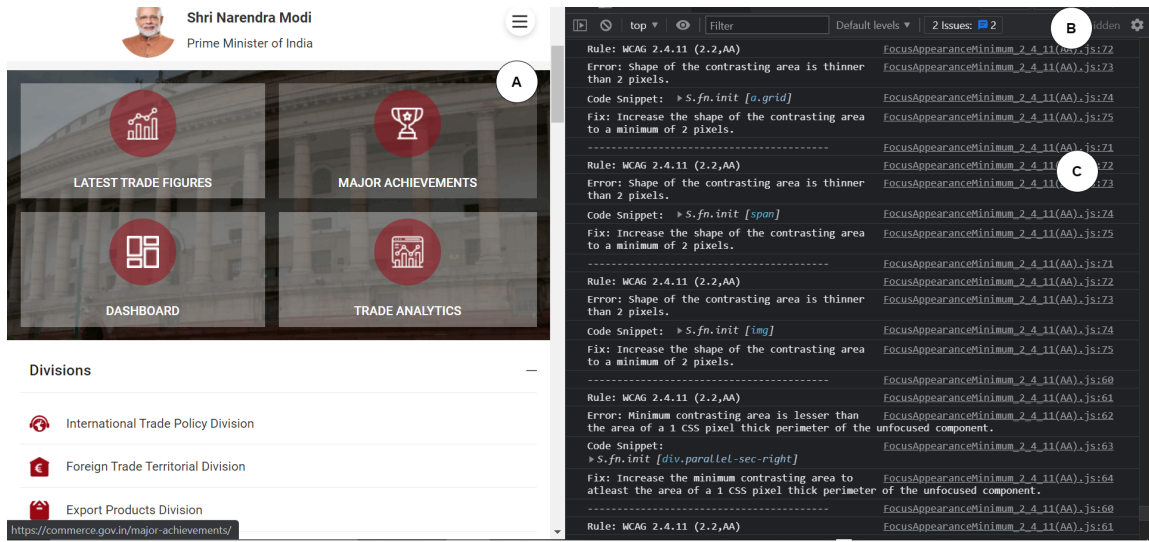 Shri Narendra Modi
Prime Minister of India
A
LATEST TRADE FIGURES
MAJOR ACHIEVEMENTS
DASHBOARD
TRADE ANALYTICS
Divisions
International Trade Policy Division
Foreign Trade Territorial Division
Export Products Division
https://commerce.gov.in/major-achievements/
top ▼ Filter Default levels ▼ 2 Issues: 2 B idden
Rule: WCAG 2.4.11 (2.2,AA) FocusAppearanceMinimum_2_4_11(AA).js:72
Error: Shape of the contrasting area is thinner FocusAppearanceMinimum_2_4_11(AA).js:73
than 2 pixels.
Code Snippet: ▶ S.fn.init [a.grid] FocusAppearanceMinimum_2_4_11(AA).js:74
Fix: Increase the shape of the contrasting area FocusAppearanceMinimum_2_4_11(AA).js:75
to a minimum of 2 pixels.
----------------------------------------- FocusAppearanceMinimum_2_4_11(AA).js:71
Rule: WCAG 2.4.11 (2.2,AA) FocusAppearanceMinimum_2_4_11 C :72
Error: Shape of the contrasting area is thinner FocusAppearanceMinimum_2_4_11(AA).js:73
than 2 pixels.
Code Snippet: ▶ S.fn.init [span] FocusAppearanceMinimum_2_4_11(AA).js:74
Fix: Increase the shape of the contrasting area FocusAppearanceMinimum_2_4_11(AA).js:75
to a minimum of 2 pixels.
----------------------------------------- FocusAppearanceMinimum_2_4_11(AA).js:71
Rule: WCAG 2.4.11 (2.2,AA) FocusAppearanceMinimum_2_4_11(AA).js:72
Error: Shape of the contrasting area is thinner FocusAppearanceMinimum_2_4_11(AA).js:73
than 2 pixels.
Code Snippet: ▶ S.fn.init [img] FocusAppearanceMinimum_2_4_11(AA).js:74
Fix: Increase the shape of the contrasting area FocusAppearanceMinimum_2_4_11(AA).js:75
to a minimum of 2 pixels.
----------------------------------------- FocusAppearanceMinimum_2_4_11(AA).js:60
Rule: WCAG 2.4.11 (2.2,AA) FocusAppearanceMinimum_2_4_11(AA).js:61
Error: Minimum contrasting area is lesser than FocusAppearanceMinimum_2_4_11(AA).js:62
the area of a 1 CSS pixel thick perimeter of the unfocused component.
Code Snippet: FocusAppearanceMinimum_2_4_11(AA).js:63
▶ S.fn.init [div.parallel-sec-right]
Fix: Increase the minimum contrasting area to FocusAppearanceMinimum_2_4_11(AA).js:64
atleast the area of a 1 CSS pixel thick perimeter of the unfocused component.
----------------------------------------- FocusAppearanceMinimum_2_4_11(AA).js:60
Rule: WCAG 2.4.11 (2.2,AA) FocusAppearanceMinimum_2_4_11(AA).js:61